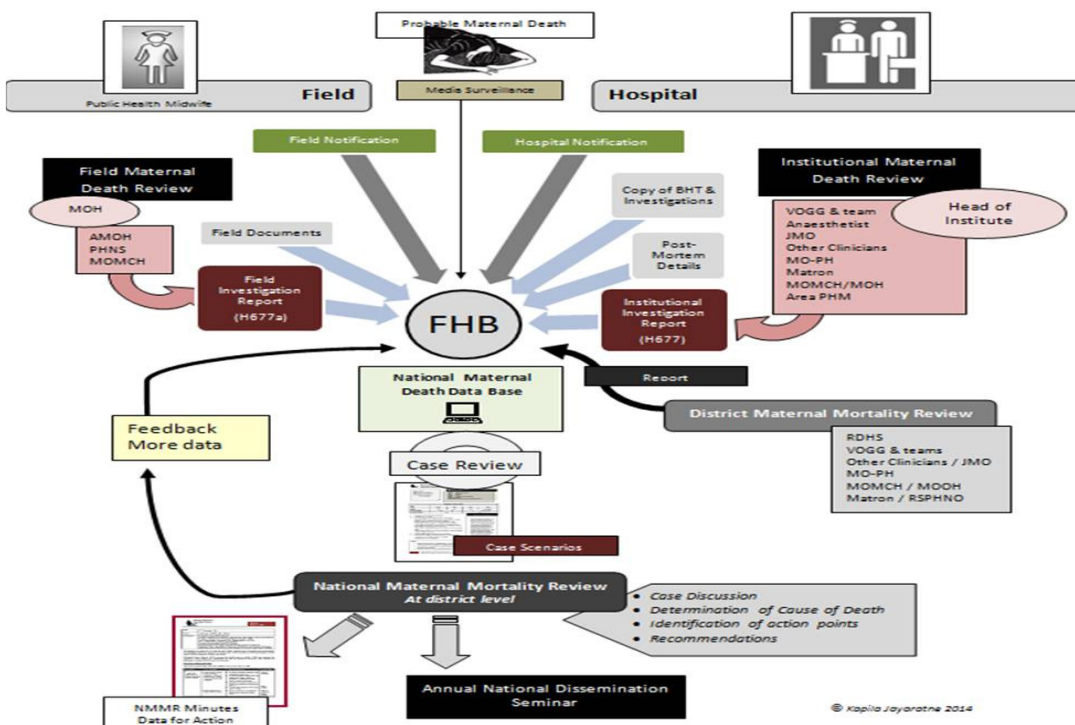 Probable Maternal Death
Field
Public Health Midwife
Media Surveillance
Hospital
Field Notification
Hospital Notification
Field Maternal
Death Review
MOH
AMOH
PHNS
MOMCH
Field Documents
Field
Investigation
Report
(H677a)
Copy of BHT &
Investigations
Post-
Mortem
Details
Institutional
Investigation
Report
(H677)
Institutional Maternal
Death Review
Head of
Institute
VOGG & team
Anaesthetist
JMO
Other Clinicians
MO-PH
Matron
MOMCH/MOH
Area PHM
FHB
National Maternal
Death Data Base
Report
District Maternal Mortality Review
RDHS
VOGG & teams
Other Clinicians / JMO
MO-PH
MOMCH / MOOH
Matron / RSPHNO
Feedback
More data
Case Review
Case Scenarios
National Maternal Mortality Review
At district level
• Case Discussion
• Determination of Cause of Death
• Identification of action points
• Recommendations
NMMR Minutes
Data for Action
Annual National Dissemination
Seminar
© Kapila Jayaratne 2014